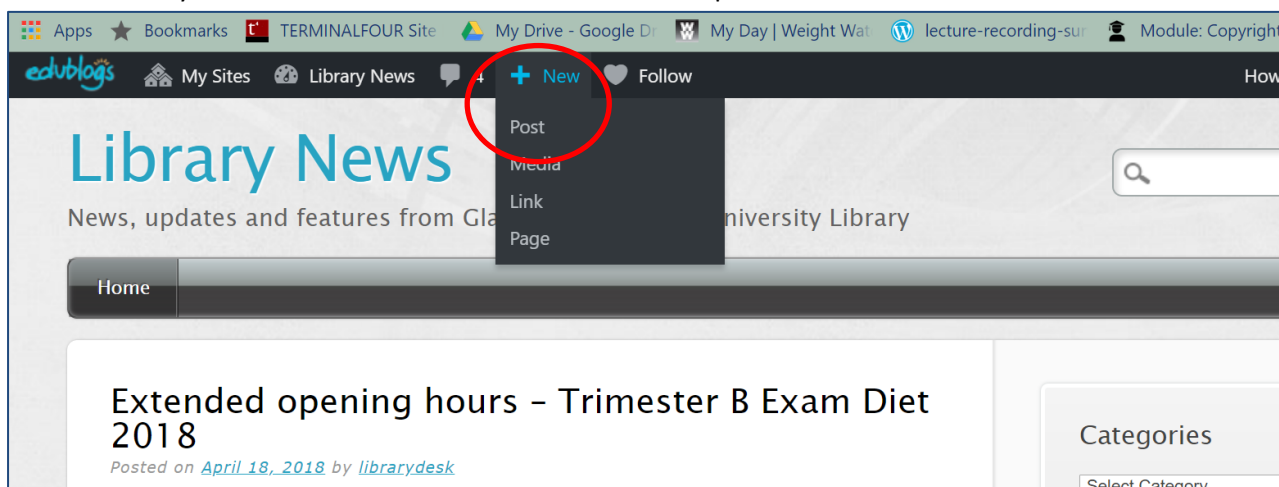 Apps Bookmarks TERMINALFOUR Site My Drive - Google Dr My Day | Weight Wat lecture-recording-sur Module: Copyright
edublogs My Sites Library News 4 + New Follow How
Post
Library News
Media
Link
News, updates and features from Gla niversity Library
Page
Home
Extended opening hours – Trimester B Exam Diet
2018
Posted on April 18, 2018 by librarydesk
Categories
Select Category